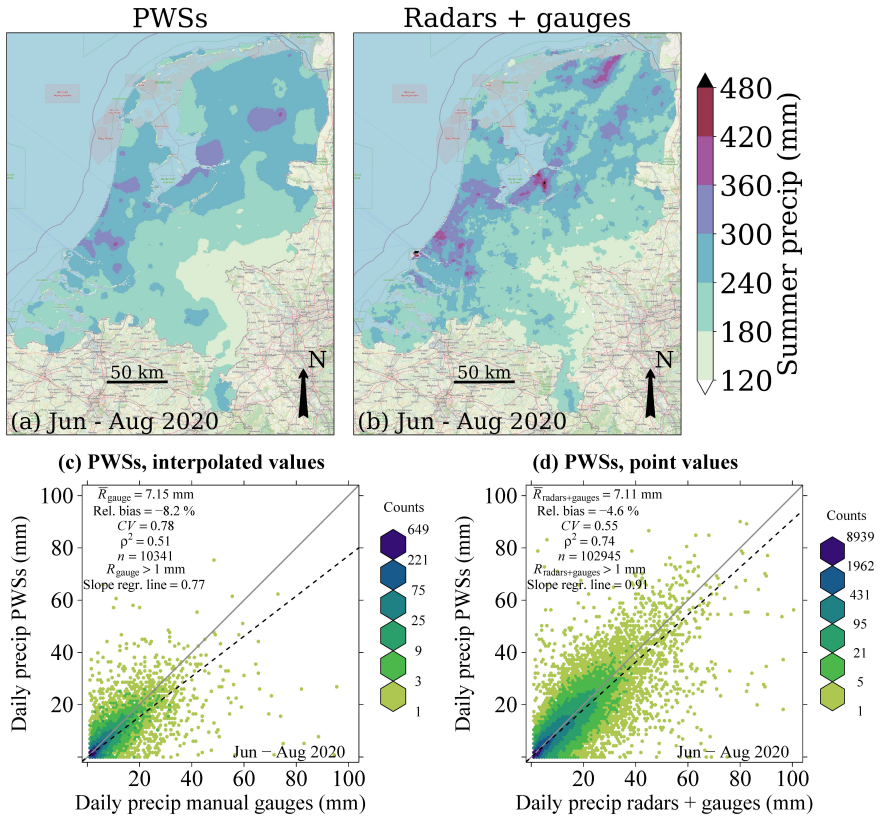 PWSs
Radars + gauges
N
50 km
(a) Jun - Aug 2020
N
50 km
(b) Jun - Aug 2020
480
420
360
300
240
180
120
Summer precip (mm)
(c) PWSs, interpolated values
R̅gauge = 7.15 mm
Rel. bias = −8.2 %
CV = 0.78
ρ² = 0.51
n = 10341
Rgauge > 1 mm
Slope regr. line = 0.77
100
80
60
40
20
Daily precip PWSs (mm)
Jun − Aug 2020
0
20
40
60
80
100
Daily precip manual gauges (mm)
Counts
649
221
75
25
9
3
1
(d) PWSs, point values
R̅radars+gauges = 7.11 mm
Rel. bias = −4.6 %
CV = 0.55
ρ² = 0.74
n = 102945
Rradars+gauges > 1 mm
Slope regr. line = 0.91
100
80
60
40
20
Daily precip PWSs (mm)
Jun − Aug 2020
0
20
40
60
80
100
Daily precip radars + gauges (mm)
Counts
8939
1962
431
95
21
5
1